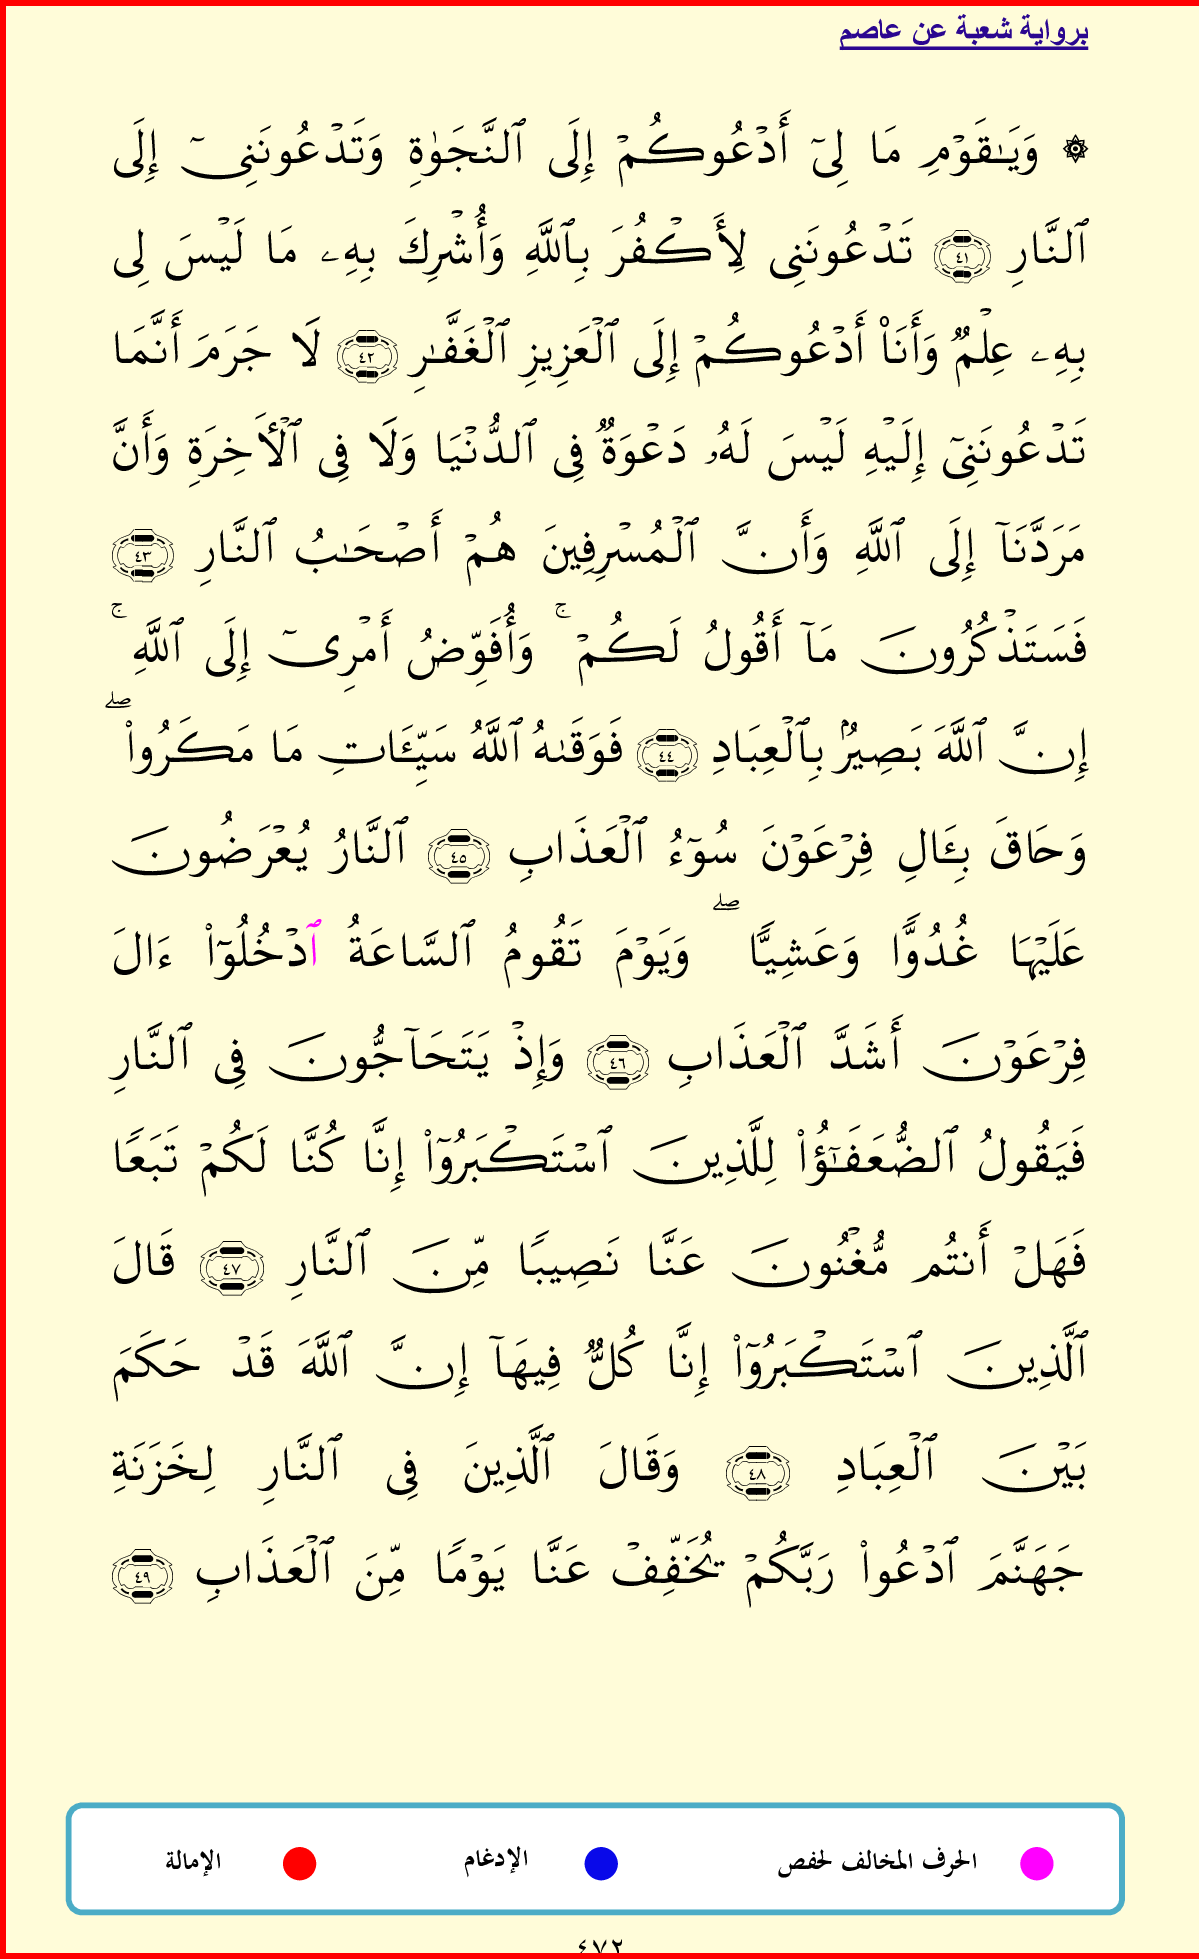 برواية شعبة عن عاصم
۞ وَيَـٰقَوْمِ مَا لِىٓ أَدْعُوكُمْ إِلَى ٱلنَّجَوٰةِ وَتَدْعُونَنِىٓ إِلَى
ٱلنَّارِ ٤١ تَدْعُونَنِى لِأَكْفُرَ بِٱللَّهِ وَأُشْرِكَ بِهِۦ مَا لَيْسَ لِى
بِهِۦ عِلْمٌ وَأَنَا۠ أَدْعُوكُمْ إِلَى ٱلْعَزِيزِ ٱلْغَفَّـٰرِ ٤٢ لَا جَرَمَ أَنَّمَا
تَدْعُونَنِىٓ إِلَيْهِ لَيْسَ لَهُۥ دَعْوَةٌ فِى ٱلدُّنْيَا وَلَا فِى ٱلْأَخِرَةِ وَأَنَّ
مَرَدَّنَآ إِلَى ٱللَّهِ وَأَنَّ ٱلْمُسْرِفِينَ هُمْ أَصْحَـٰبُ ٱلنَّارِ ٤٣
فَسَتَذْكُرُونَ مَآ أَقُولُ لَكُمْ ۚ وَأُفَوِّضُ أَمْرِىٓ إِلَى ٱللَّهِ ۚ
إِنَّ ٱللَّهَ بَصِيرٌۢ بِٱلْعِبَادِ ٤٤ فَوَقَىٰهُ ٱللَّهُ سَيِّـَٔاتِ مَا مَكَرُوا۟ ۖ
وَحَاقَ بِـَٔالِ فِرْعَوْنَ سُوٓءُ ٱلْعَذَابِ ٤٥ ٱلنَّارُ يُعْرَضُونَ
عَلَيْهَا غُدُوًّا وَعَشِيًّا ۖ وَيَوْمَ تَقُومُ ٱلسَّاعَةُ ٱدْخُلُوٓا۟ ءَالَ
فِرْعَوْنَ أَشَدَّ ٱلْعَذَابِ ٤٦ وَإِذْ يَتَحَآجُّونَ فِى ٱلنَّارِ
فَيَقُولُ ٱلضُّعَفَـٰٓؤُا۟ لِلَّذِينَ ٱسْتَكْبَرُوٓا۟ إِنَّا كُنَّا لَكُمْ تَبَعًا
فَهَلْ أَنتُم مُّغْنُونَ عَنَّا نَصِيبًا مِّنَ ٱلنَّارِ ٤٧ قَالَ
ٱلَّذِينَ ٱسْتَكْبَرُوٓا۟ إِنَّا كُلٌّ فِيهَآ إِنَّ ٱللَّهَ قَدْ حَكَمَ
بَيْنَ ٱلْعِبَادِ ٤٨ وَقَالَ ٱلَّذِينَ فِى ٱلنَّارِ لِخَزَنَةِ
جَهَنَّمَ ٱدْعُوا۟ رَبَّكُمْ يُخَفِّفْ عَنَّا يَوْمًا مِّنَ ٱلْعَذَابِ ٤٩
الحرف المخالف لحفص الإدغام الإمالة
٤٧٢